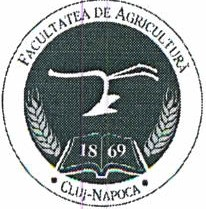 FACULTATEA DE AGRICULTURĂ
18 69
CLUJ-NAPOCA